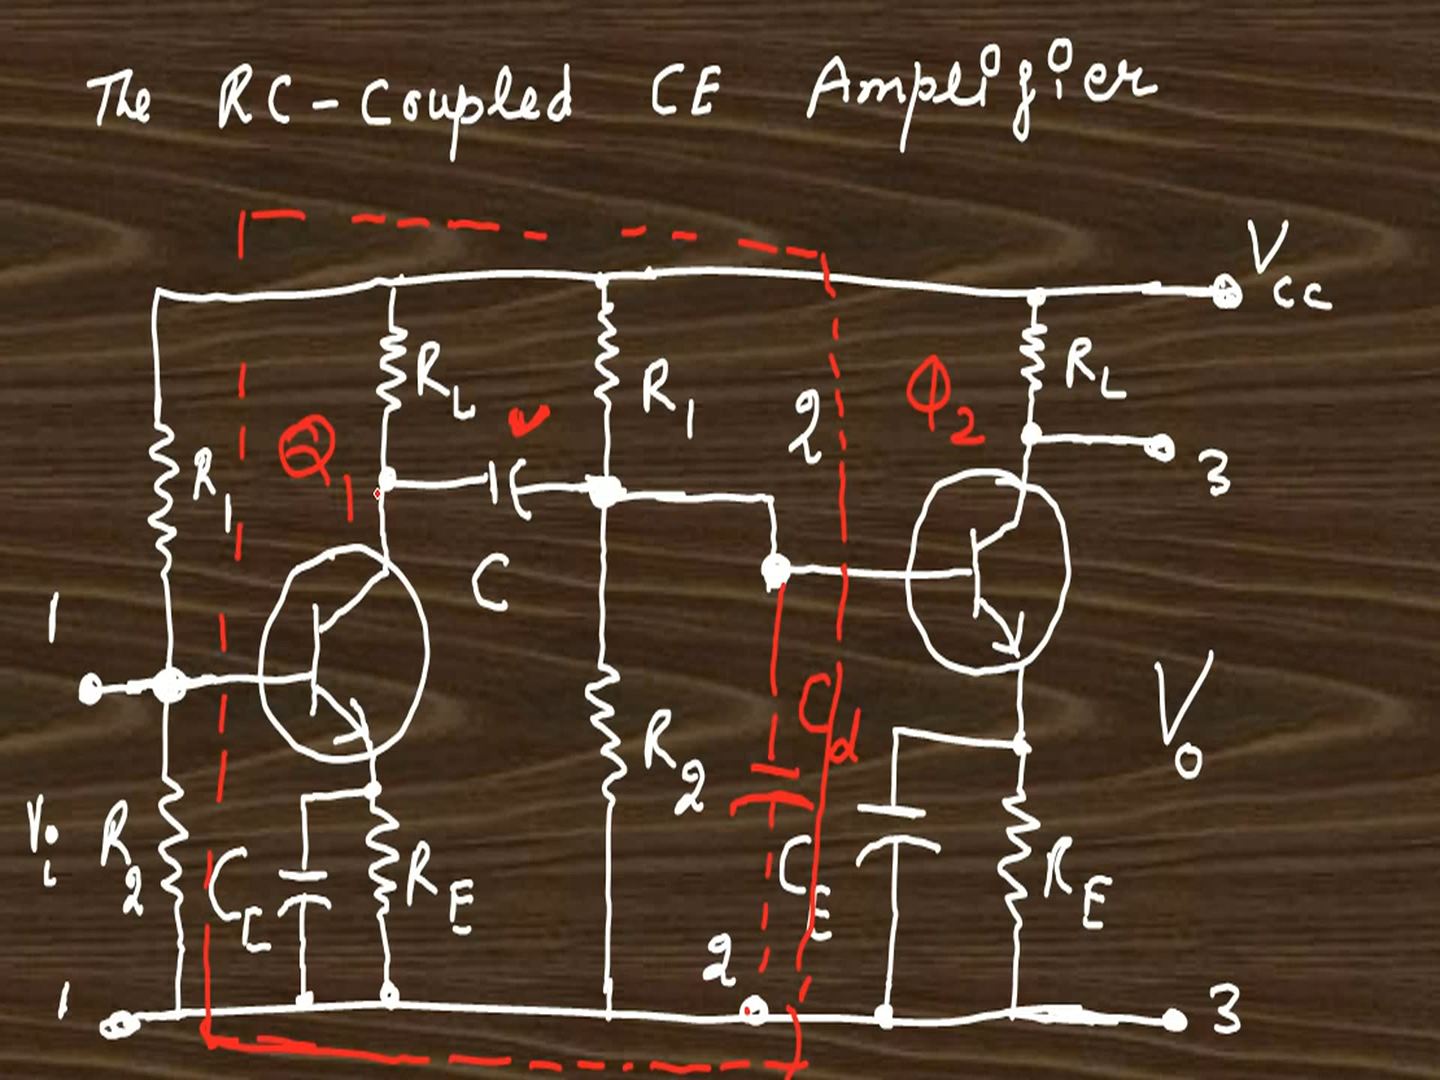 The RC-Coupled CE Amplifier
VCC
RL
R1
RL
2
Q2
Q1
R1
3
C
1
Cd
R2
Vo
Vi
R2
CE
RE
CE
RE
2
1
3